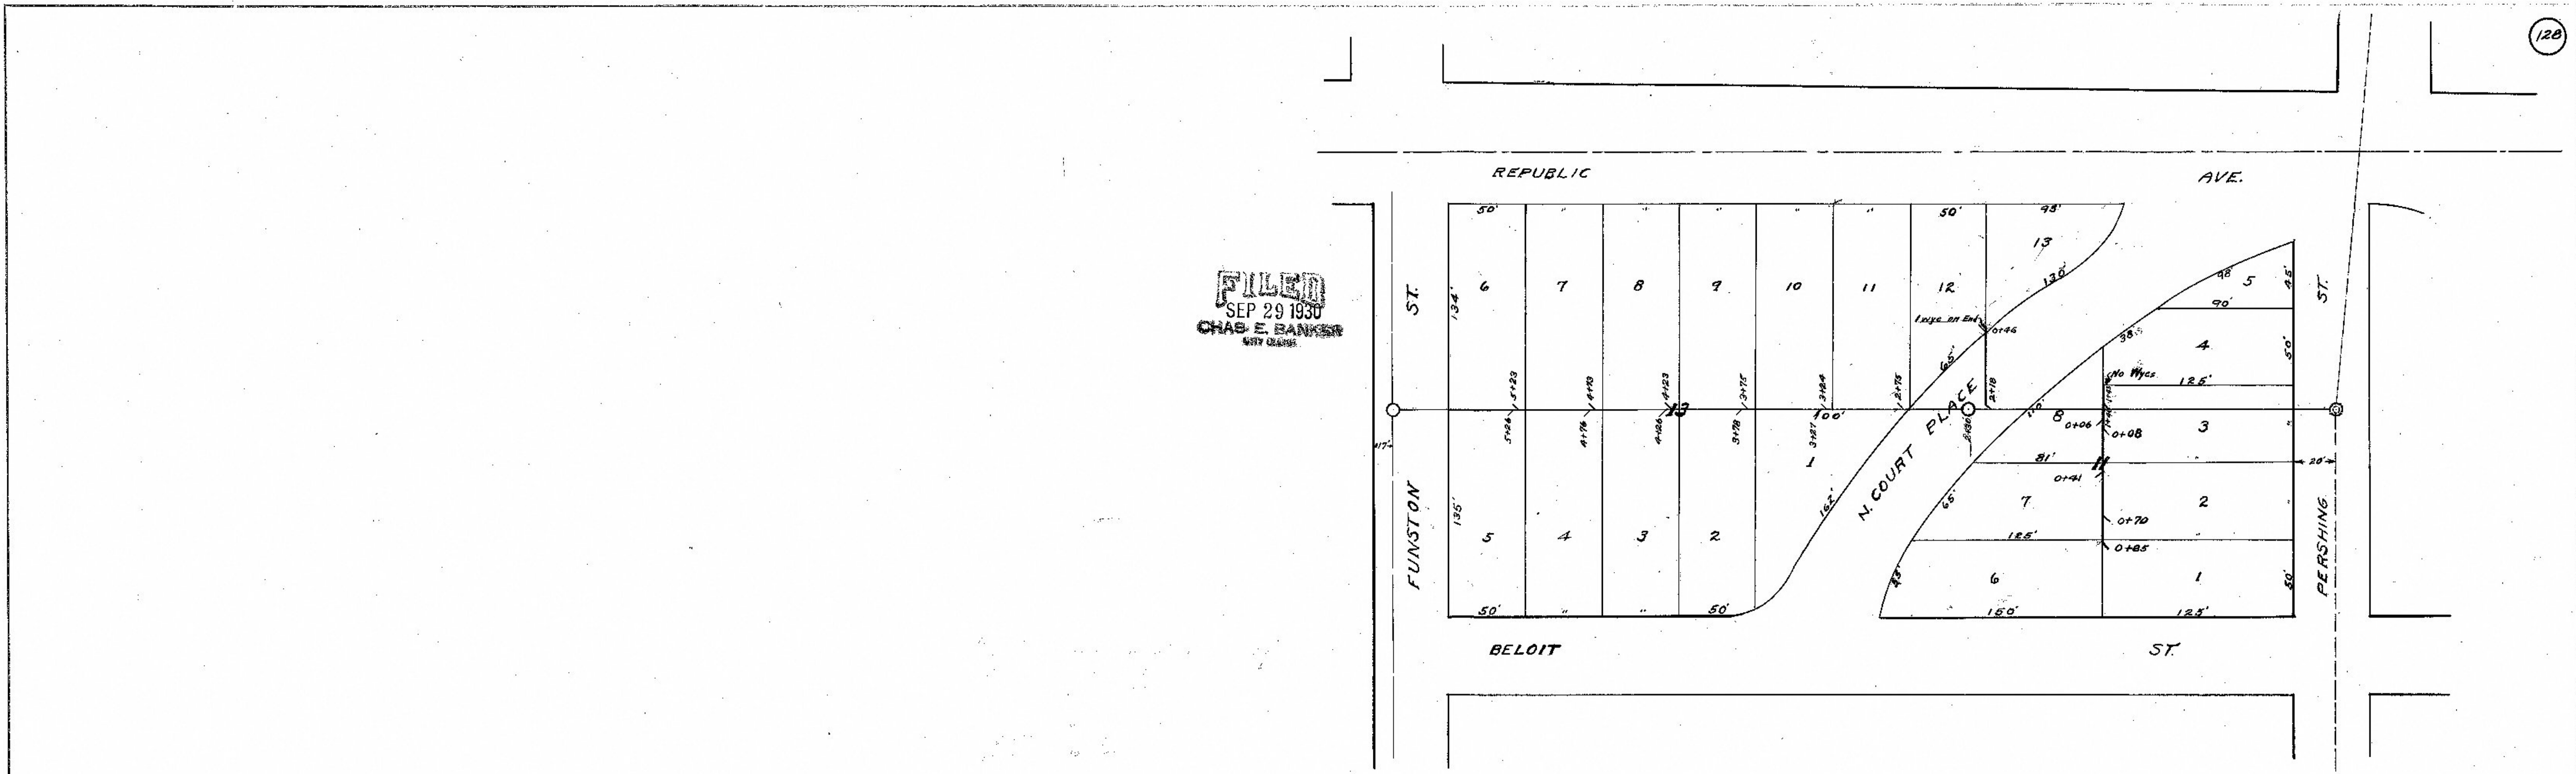 128
REPUBLIC AVE.
50' " " " " " 50' 95'
13
130'
98' 5 45'
90'
ST. 134' 6 7 8 9 10 11 12 ST.
FILED
SEP 29 1930
CHAS. E. BANKER
CITY CLERK
1 wye on End
0+46
38'
4 50'
65'
No Wyes
125'
5+23 4+73 4+23 3+75 3+24 2+75 2+18
13 100'
5+26 4+76 4+26 3+78 3+27 2+30
110' 8 0+06 0+08 3 "
17'
1
N. COURT PLACE
81' 11 " 20'
0+41
FUNSTON 135' 162' 65' 7 2 " PERSHING
0+70
5 4 3 2
125' "
0+85
43' 6 1 50'
50' " " 50' 150' 125'
BELOIT ST.